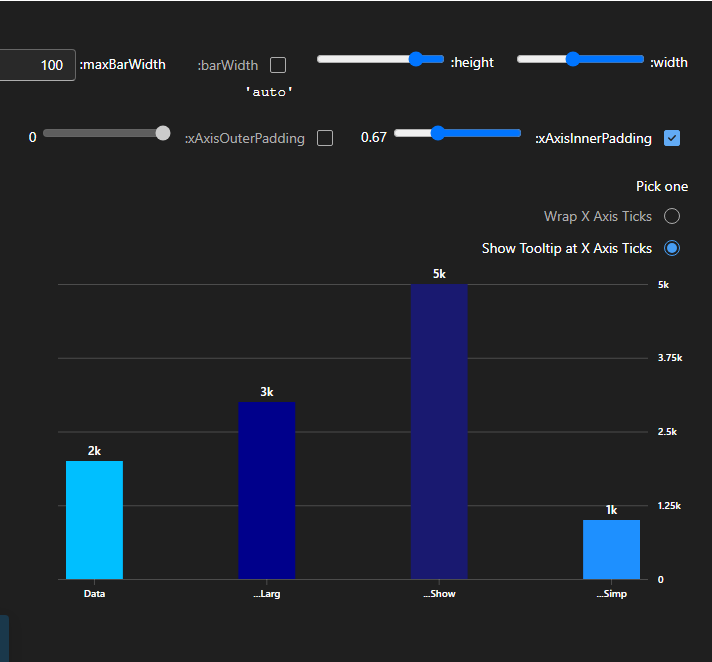 100 :maxBarWidth :barWidth :height :width
'auto'
0 :xAxisOuterPadding 0.67 :xAxisInnerPadding
Pick one
Wrap X Axis Ticks
Show Tooltip at X Axis Ticks
5k 5k
3.75k
3k
2.5k
2k
1.25k
1k
0
Data ...Larg ...Show ...Simp